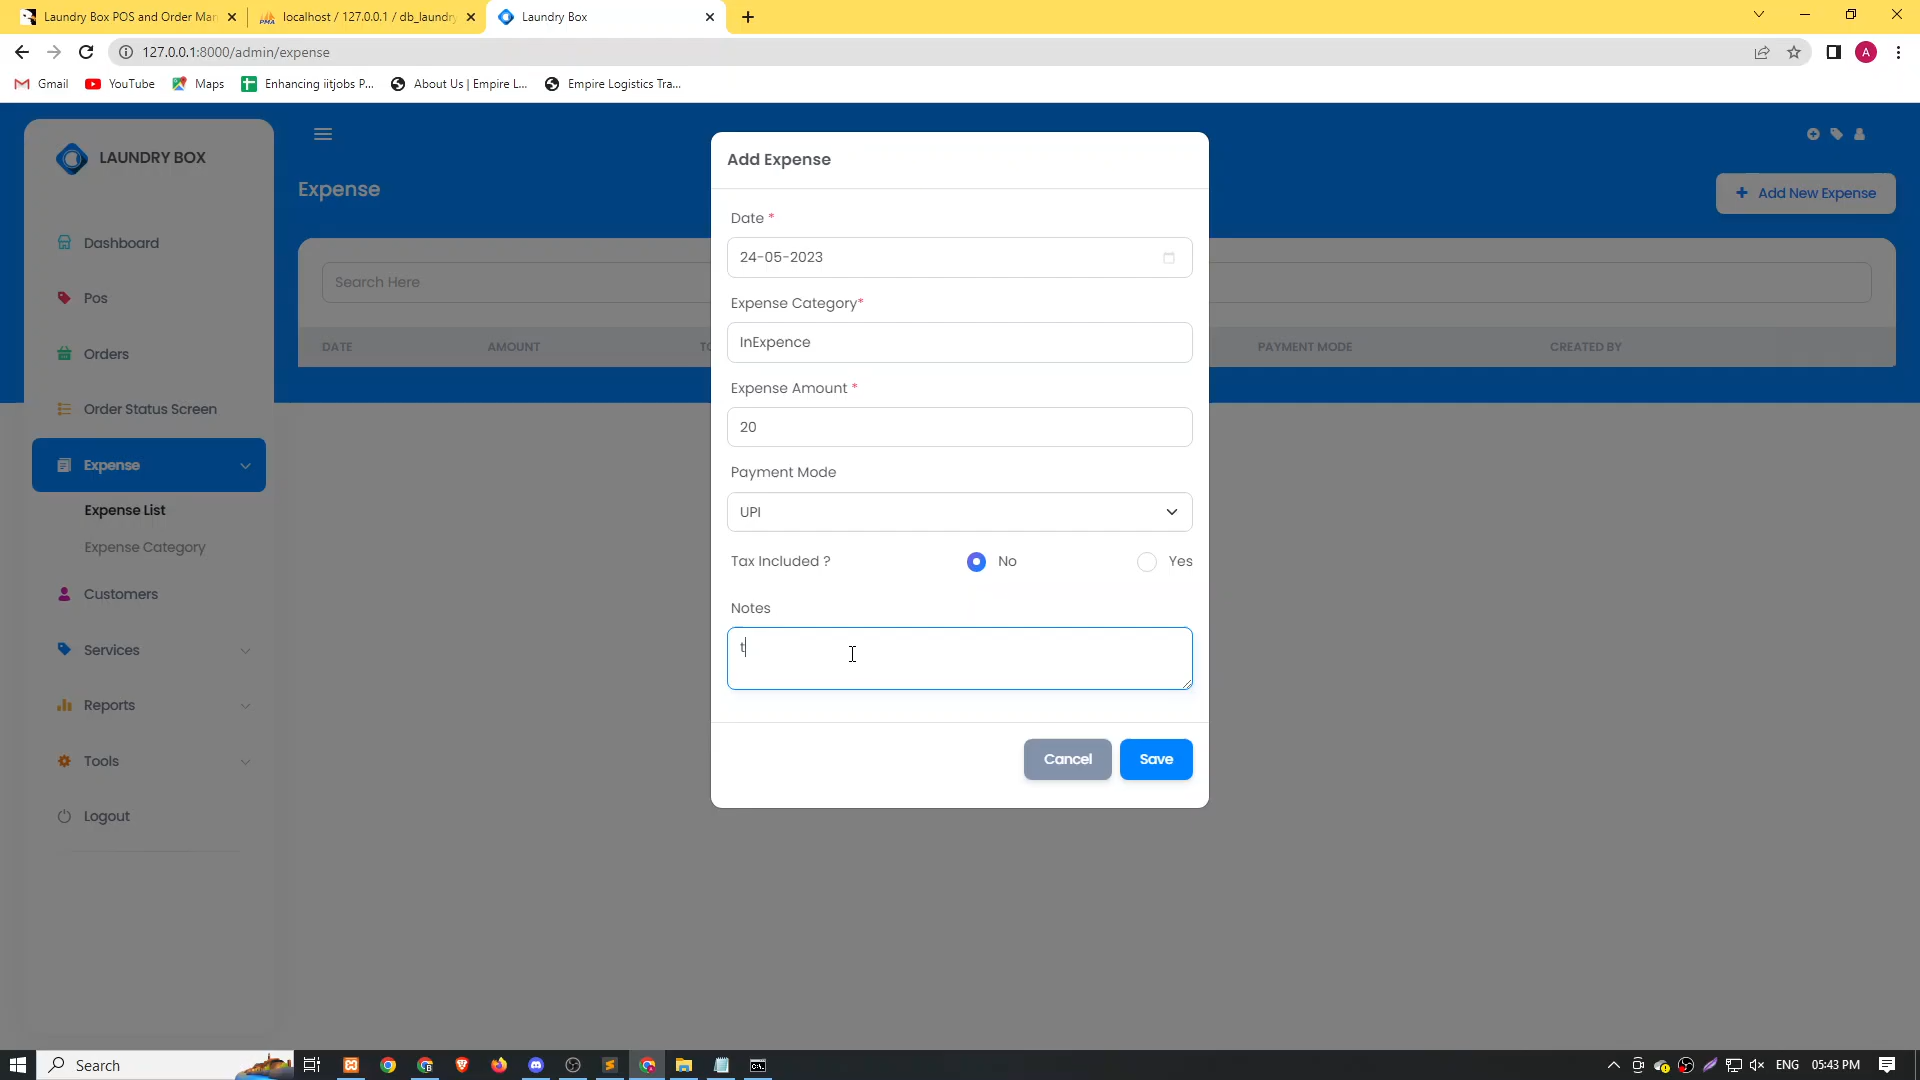 Laundry Box POS and Order Mar
localhost / 127.0.0.1 / db_laundry
Laundry Box
127.0.0.1:8000/admin/expense
A
Gmail
YouTube
Maps
Enhancing iitjobs P...
About Us | Empire L...
Empire Logistics Tra...
LAUNDRY BOX
Expense
Add New Expense
Search Here
DATE
AMOUNT
PAYMENT MODE
CREATED BY
Dashboard
Pos
Orders
Order Status Screen
Expense
Expense List
Expense Category
Customers
Services
Reports
Tools
Logout
Add Expense
Date *
24-05-2023
Expense Category*
InExpence
Expense Amount *
20
Payment Mode
UPI
Tax Included ?
No
Yes
Notes
t
Cancel
Save
Search
ENG
05:43 PM